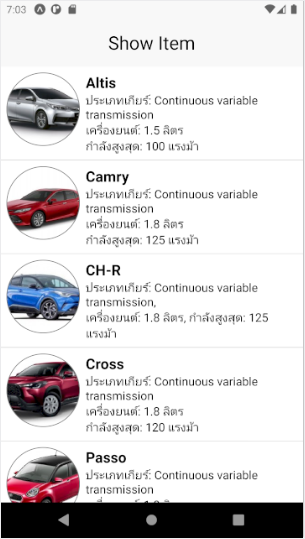 7:03
Show Item
Altis
ประเภทเกียร์: Continuous variable
transmission
เครื่องยนต์: 1.5 ลิตร
กำลังสูงสุด: 100 แรงม้า
Camry
ประเภทเกียร์: Continuous variable
transmission
เครื่องยนต์: 1.8 ลิตร
กำลังสูงสุด: 125 แรงม้า
CH-R
ประเภทเกียร์: Continuous variable
transmission,
เครื่องยนต์: 1.8 ลิตร, กำลังสูงสุด: 125
แรงม้า
Cross
ประเภทเกียร์: Continuous variable
transmission
เครื่องยนต์: 1.8 ลิตร
กำลังสูงสุด: 120 แรงม้า
Passo
ประเภทเกียร์: Continuous variable
transmission